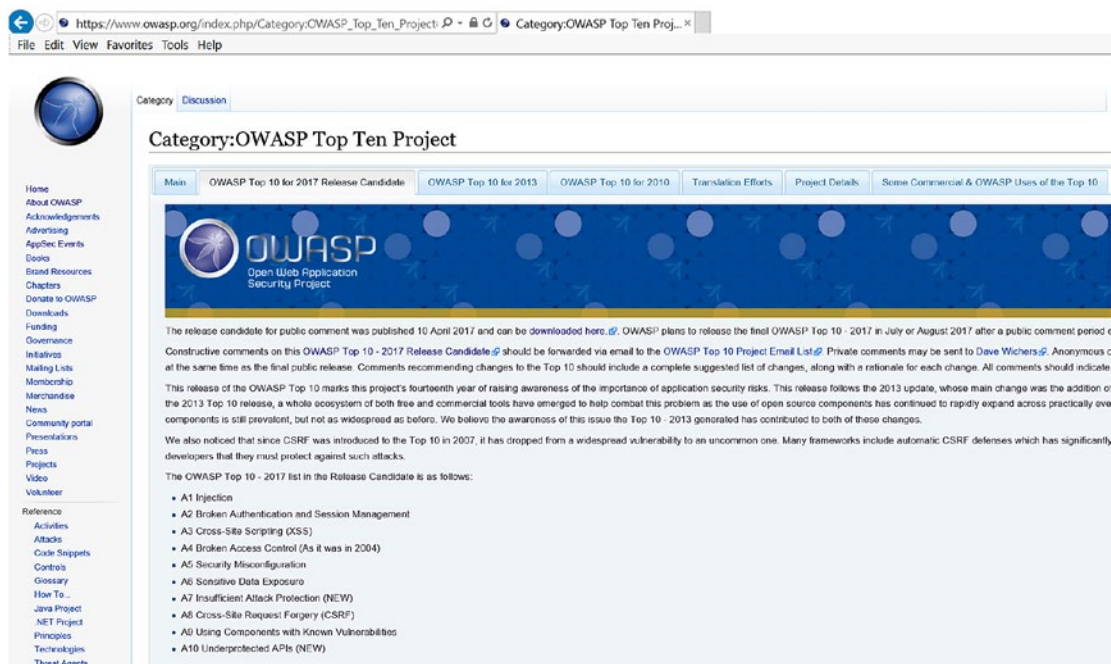 https://www.owasp.org/index.php/Category:OWASP_Top_Ten_Project
Category:OWASP Top Ten Proj...
File Edit View Favorites Tools Help
Category Discussion
Category:OWASP Top Ten Project
Main OWASP Top 10 for 2017 Release Candidate OWASP Top 10 for 2013 OWASP Top 10 for 2010 Translation Efforts Project Details Some Commercial & OWASP Uses of the Top 10
Home
About OWASP
Acknowledgements
Advertising
AppSec Events
Books
Brand Resources
Chapters
Donate to OWASP
Downloads
Funding
Governance
Initiatives
Mailing Lists
Membership
Merchandise
News
Community portal
Presentations
Press
Projects
Video
Volunteer
Reference
Activities
Attacks
Code Snippets
Controls
Glossary
How To...
Java Project
.NET Project
Principles
Technologies
Threat Agents
OWASP
Open Web Application
Security Project
The release candidate for public comment was published 10 April 2017 and can be downloaded here. OWASP plans to release the final OWASP Top 10 - 2017 in July or August 2017 after a public comment period
Constructive comments on this OWASP Top 10 - 2017 Release Candidate should be forwarded via email to the OWASP Top 10 Project Email List. Private comments may be sent to Dave Wichers. Anonymous
at the same time as the final public release. Comments recommending changes to the Top 10 should include a complete suggested list of changes, along with a rationale for each change. All comments should indicate
This release of the OWASP Top 10 marks this project's fourteenth year of raising awareness of the importance of application security risks. This release follows the 2013 update, whose main change was the addition of
the 2013 Top 10 release, a whole ecosystem of both free and commercial tools have emerged to help combat this problem as the use of open source components has continued to rapidly expand across practically
components is still prevalent, but not as widespread as before. We believe the awareness of this issue the Top 10 - 2013 generated has contributed to both of these changes.
We also noticed that since CSRF was introduced to the Top 10 in 2007, it has dropped from a widespread vulnerability to an uncommon one. Many frameworks include automatic CSRF defenses which has significantly
developers that they must protect against such attacks.
The OWASP Top 10 - 2017 list in the Release Candidate is as follows:
A1 Injection
A2 Broken Authentication and Session Management
A3 Cross-Site Scripting (XSS)
A4 Broken Access Control (As it was in 2004)
A5 Security Misconfiguration
A6 Sensitive Data Exposure
A7 Insufficient Attack Protection (NEW)
A8 Cross-Site Request Forgery (CSRF)
A9 Using Components with Known Vulnerabilities
A10 Underprotected APIs (NEW)